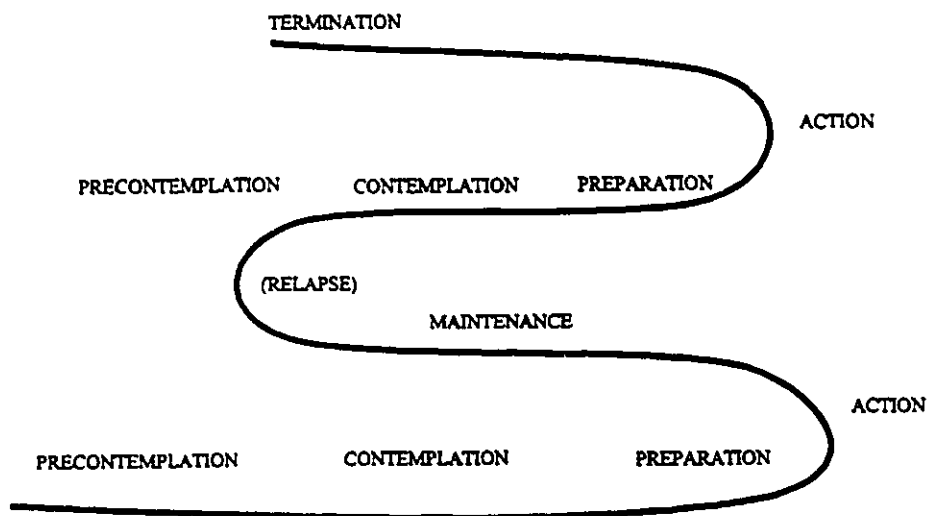 TERMINATION
ACTION
PRECONTEMPLATION CONTEMPLATION PREPARATION
(RELAPSE)
MAINTENANCE
ACTION
PRECONTEMPLATION CONTEMPLATION PREPARATION